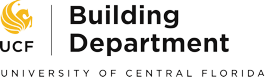 UCF
Building
Department
UNIVERSITY OF CENTRAL FLORIDA